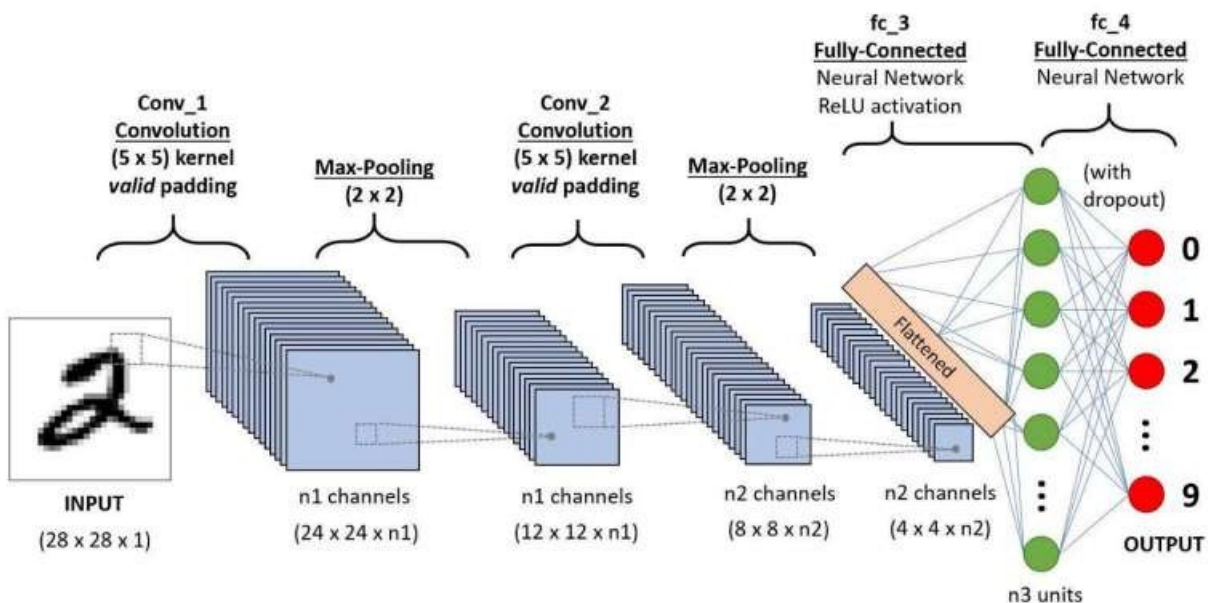 fc_3
Fully-Connected
Neural Network
ReLU activation
fc_4
Fully-Connected
Neural Network
Conv_1
Convolution
(5 x 5) kernel
valid padding
Max-Pooling
(2 x 2)
Conv_2
Convolution
(5 x 5) kernel
valid padding
Max-Pooling
(2 x 2)
(with
dropout)
Flattened
0
1
2
9
INPUT
(28 x 28 x 1)
n1 channels
(24 x 24 x n1)
n1 channels
(12 x 12 x n1)
n2 channels
(8 x 8 x n2)
n2 channels
(4 x 4 x n2)
OUTPUT
n3 units
2